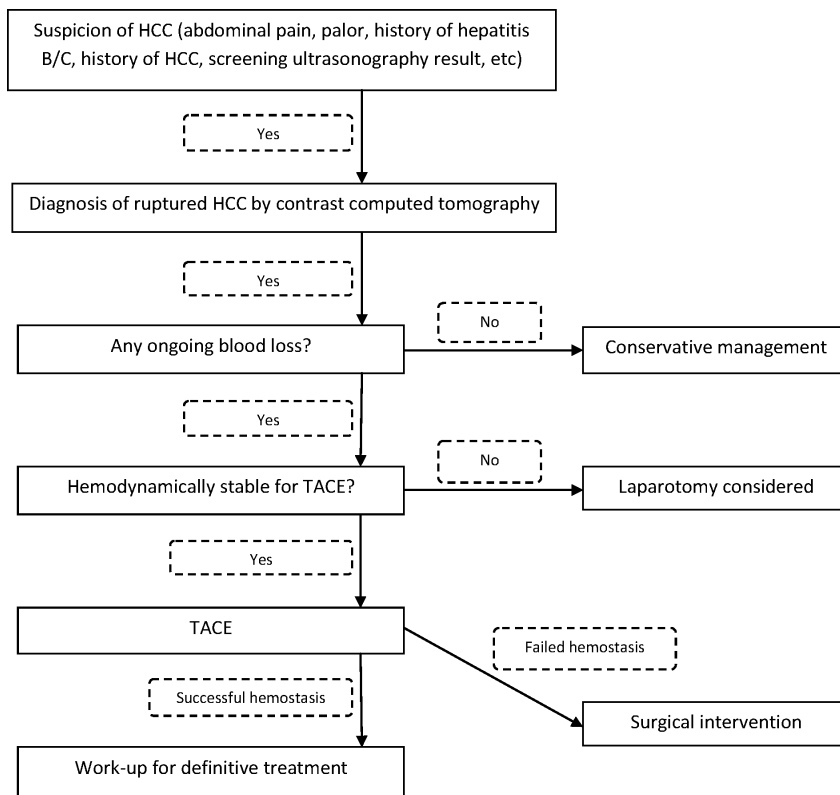 Suspicion of HCC (abdominal pain, palor, history of hepatitis
B/C, history of HCC, screening ultrasonography result, etc)
Yes
Diagnosis of ruptured HCC by contrast computed tomography
Yes
Any ongoing blood loss?
No
Conservative management
Yes
Hemodynamically stable for TACE?
No
Laparotomy considered
Yes
TACE
Failed hemostasis
Successful hemostasis
Surgical intervention
Work-up for definitive treatment